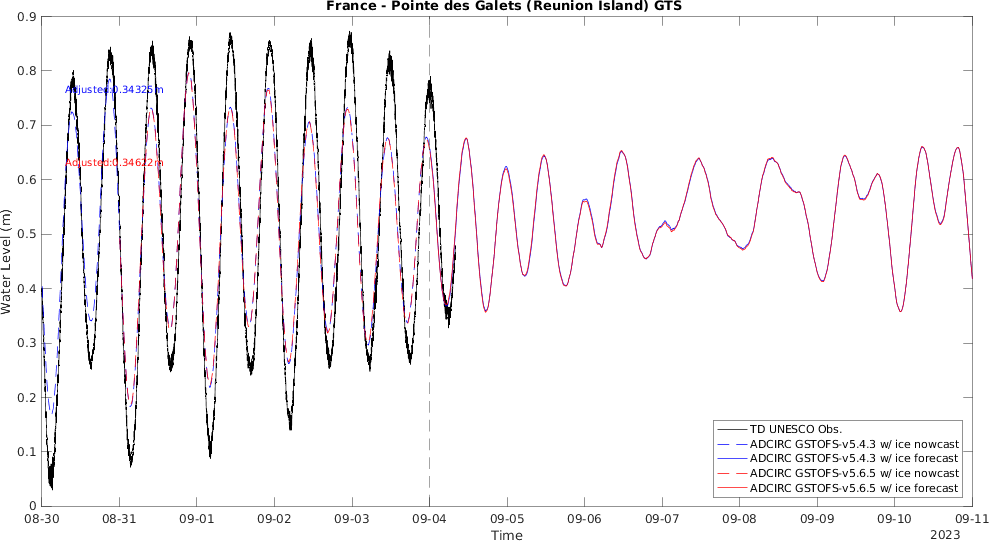 France - Pointe des Galets (Reunion Island) GTS
0.9
0.8
Adjusted:0.34325m
0.7
Adjusted:0.34622m
0.6
0.5
Water Level (m)
0.4
0.3
0.2
0.1
0
TD UNESCO Obs.
ADCIRC GSTOFS-v5.4.3 w/ ice nowcast
ADCIRC GSTOFS-v5.4.3 w/ ice forecast
ADCIRC GSTOFS-v5.6.5 w/ ice nowcast
ADCIRC GSTOFS-v5.6.5 w/ ice forecast
08-30 08-31 09-01 09-02 09-03 09-04 09-05 09-06 09-07 09-08 09-09 09-10 09-11
Time
2023